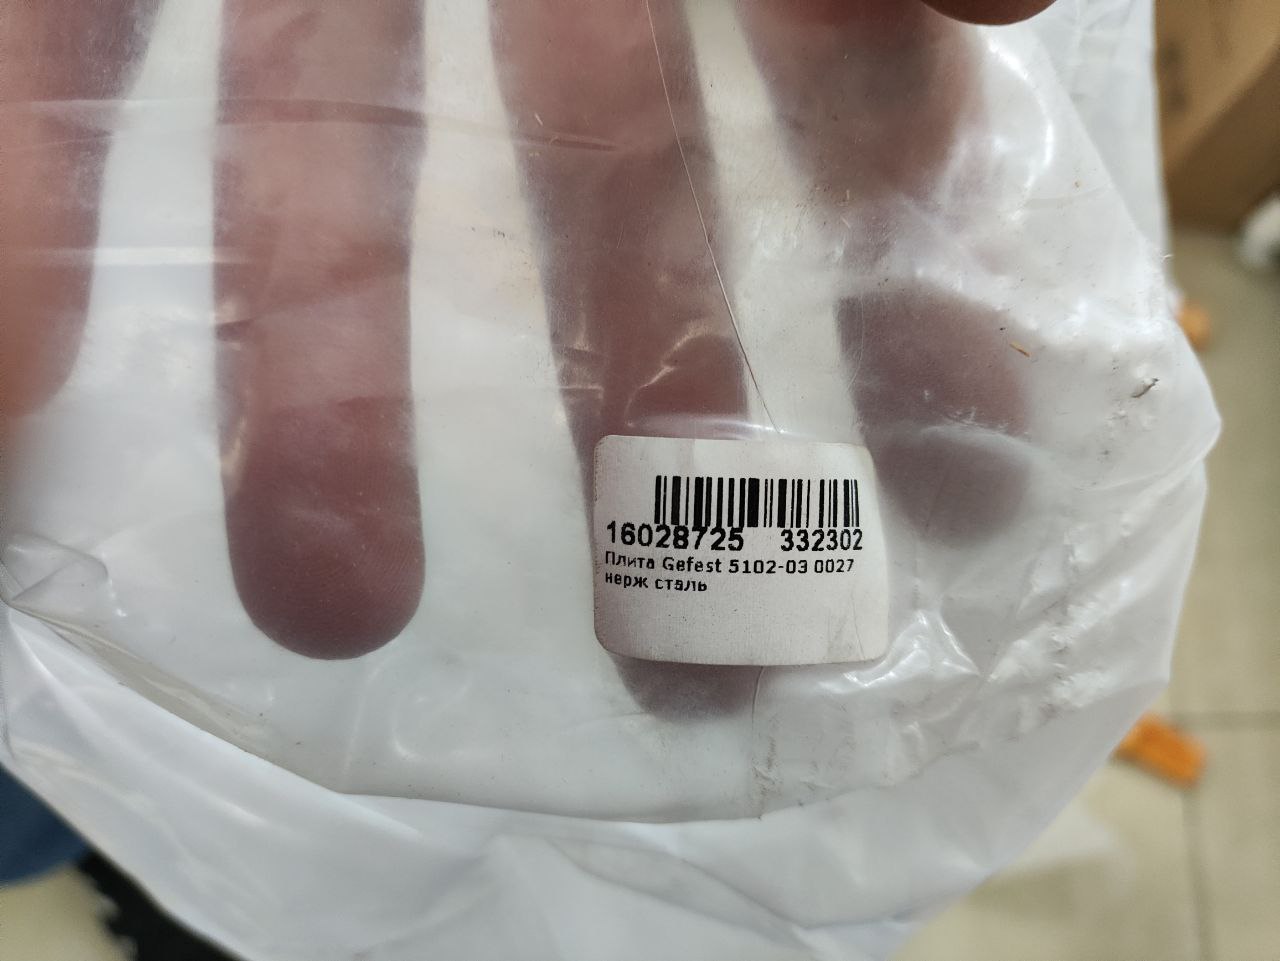 16028725 332302
Плита Gefest 5102-03 0027
нерж сталь